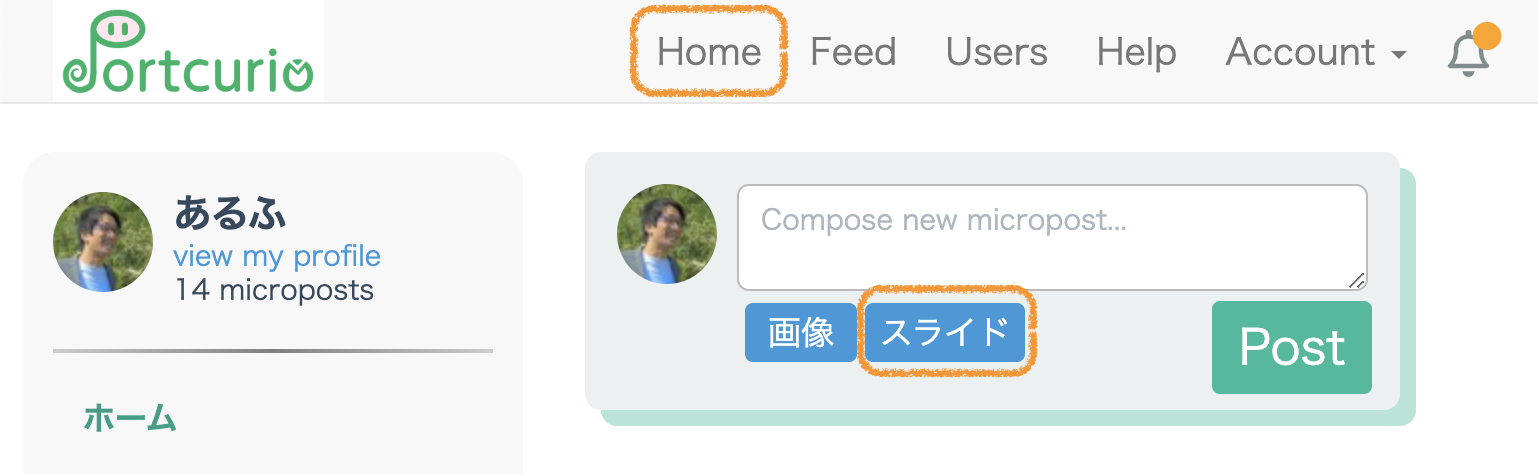 Portcurio
Home Feed Users Help Account
あるふ
view my profile
14 microposts
ホーム
Compose new micropost...
画像 スライド Post